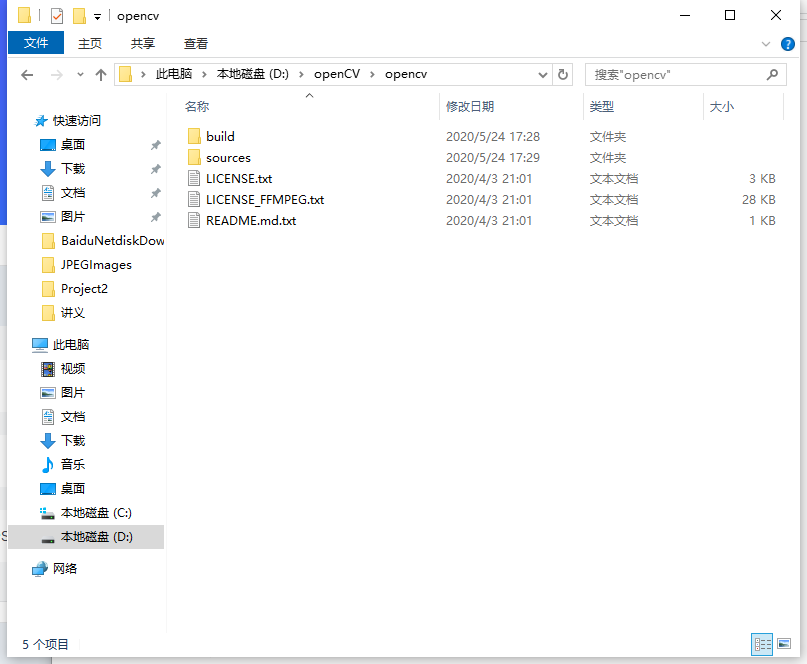 opencv
文件 主页 共享 查看
此电脑 本地磁盘 (D:) openCV opencv 搜索"opencv"
名称 修改日期 类型 大小
快速访问
桌面
下载
文档
图片
BaiduNetdiskDow
JPEGImages
Project2
讲义
此电脑
视频
图片
文档
下载
音乐
桌面
本地磁盘 (C:)
本地磁盘 (D:)
网络
build 2020/5/24 17:28 文件夹
sources 2020/5/24 17:29 文件夹
LICENSE.txt 2020/4/3 21:01 文本文档 3 KB
LICENSE_FFMPEG.txt 2020/4/3 21:01 文本文档 28 KB
README.md.txt 2020/4/3 21:01 文本文档 1 KB
5 个项目